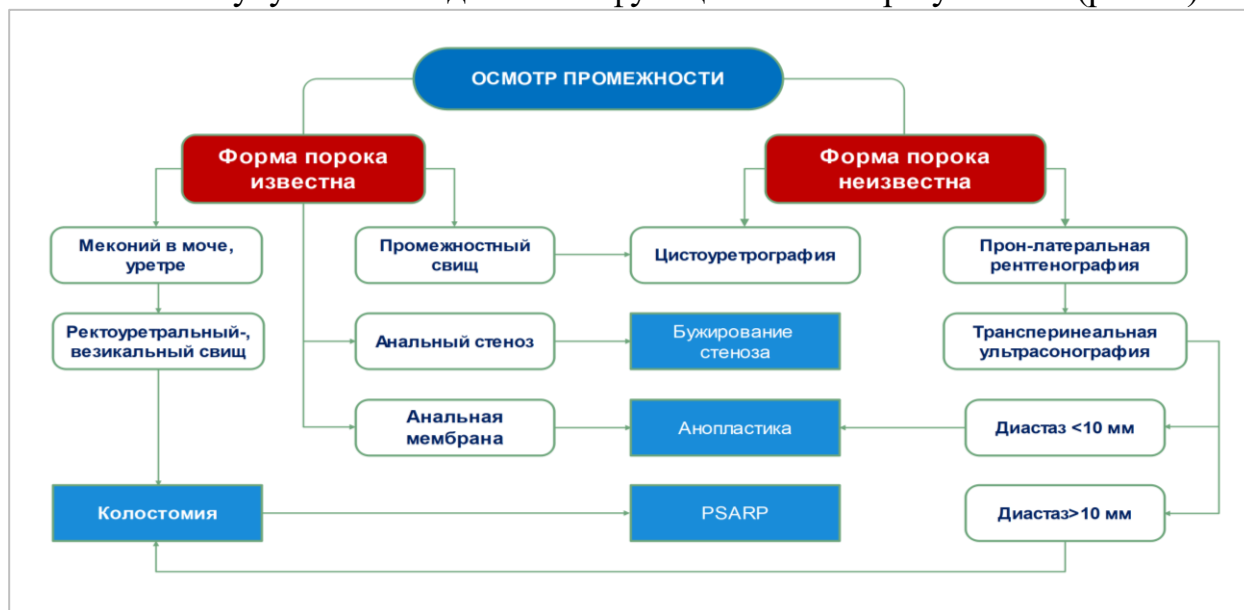 ОСМОТР ПРОМЕЖНОСТИ
Форма порока
известна
Форма порока
неизвестна
Меконий в моче,
уретре
Промежностный
свищ
Цистоуретрография
Прон-латеральная
рентгенография
Ректоуретральный-,
везикальный свищ
Анальный стеноз
Бужирование
стеноза
Трансперинеальная
ультрасонография
Анальная
мембрана
Анопластика
Диастаз <10 мм
Колостомия
PSARP
Диастаз>10 мм